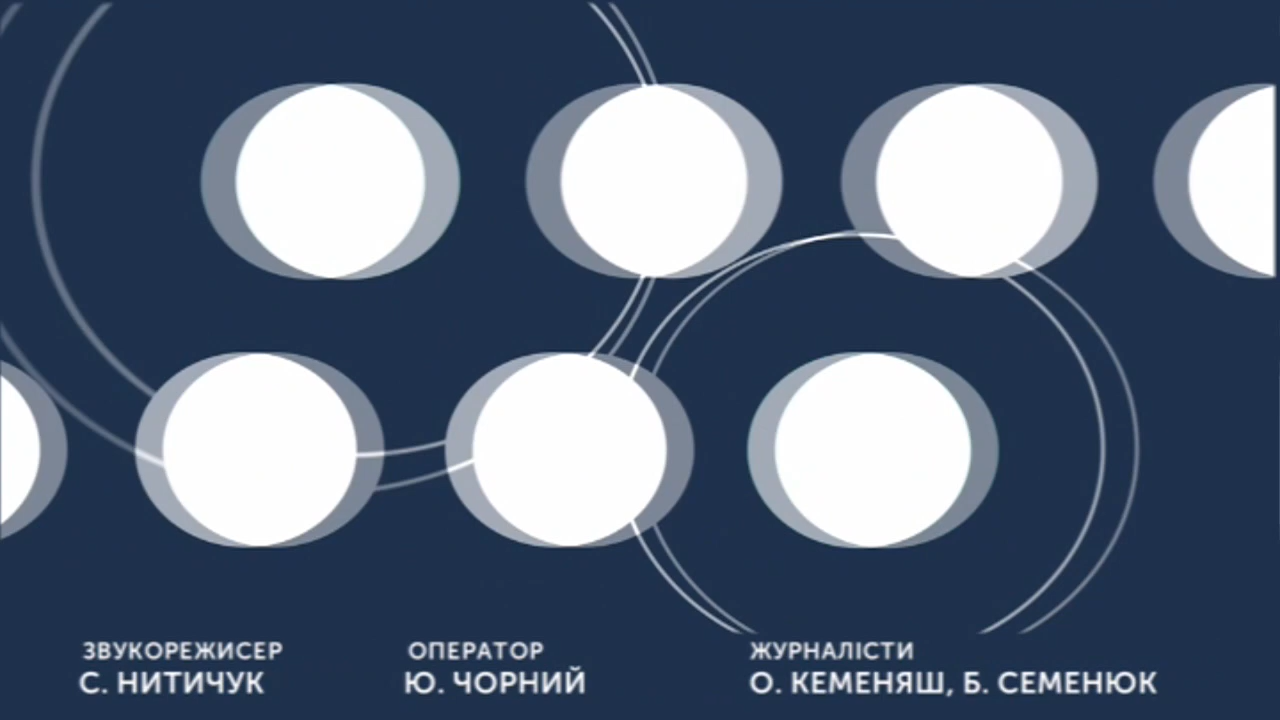 ЗВУКОРЕЖИСЕР
С. НИТИЧУК
ОПЕРАТОР
Ю. ЧОРНИЙ
ЖУРНАЛІСТИ
О. КЕМЕНЯШ, Б. СЕМЕНЮК